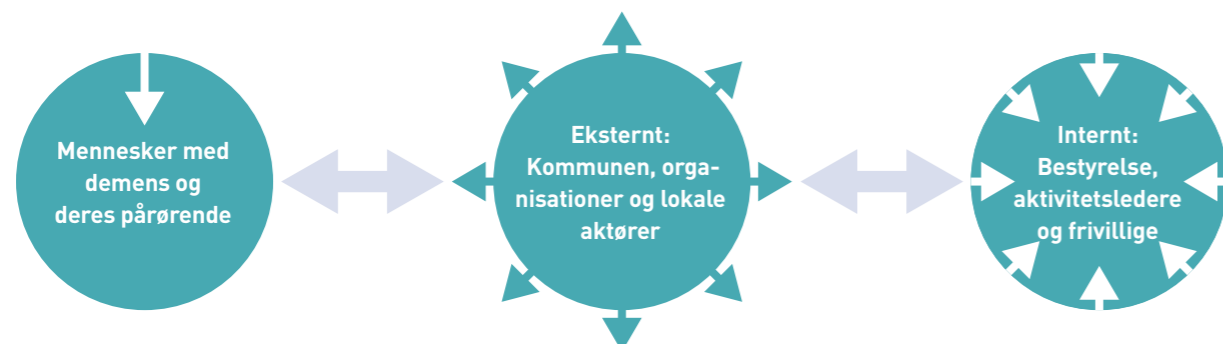 Mennesker med
demens og
deres pårørende
Eksternt:
Kommunen, orga-
nisationer og lokale
aktører
Internt:
Bestyrelse,
aktivitetsledere
og frivillige